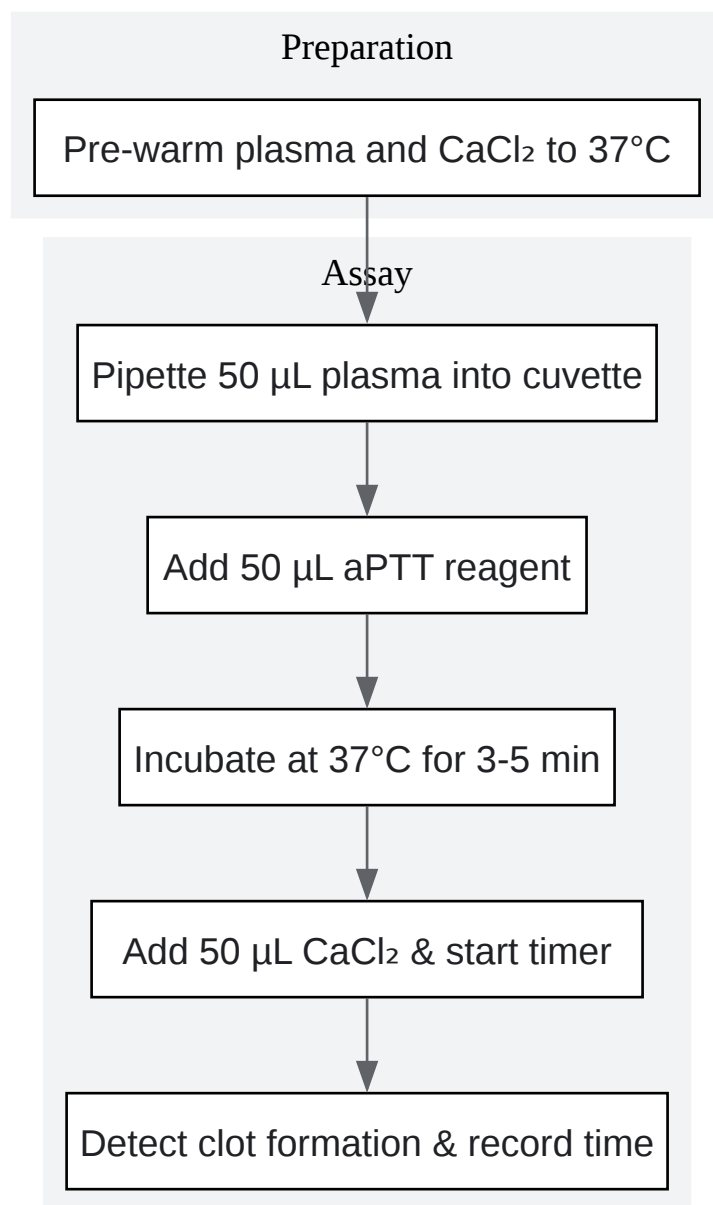 Preparation
Pre-warm plasma and CaCl₂ to 37°C
Assay
Pipette 50 µL plasma into cuvette
Add 50 µL aPTT reagent
Incubate at 37°C for 3-5 min
Add 50 µL CaCl₂ & start timer
Detect clot formation & record time